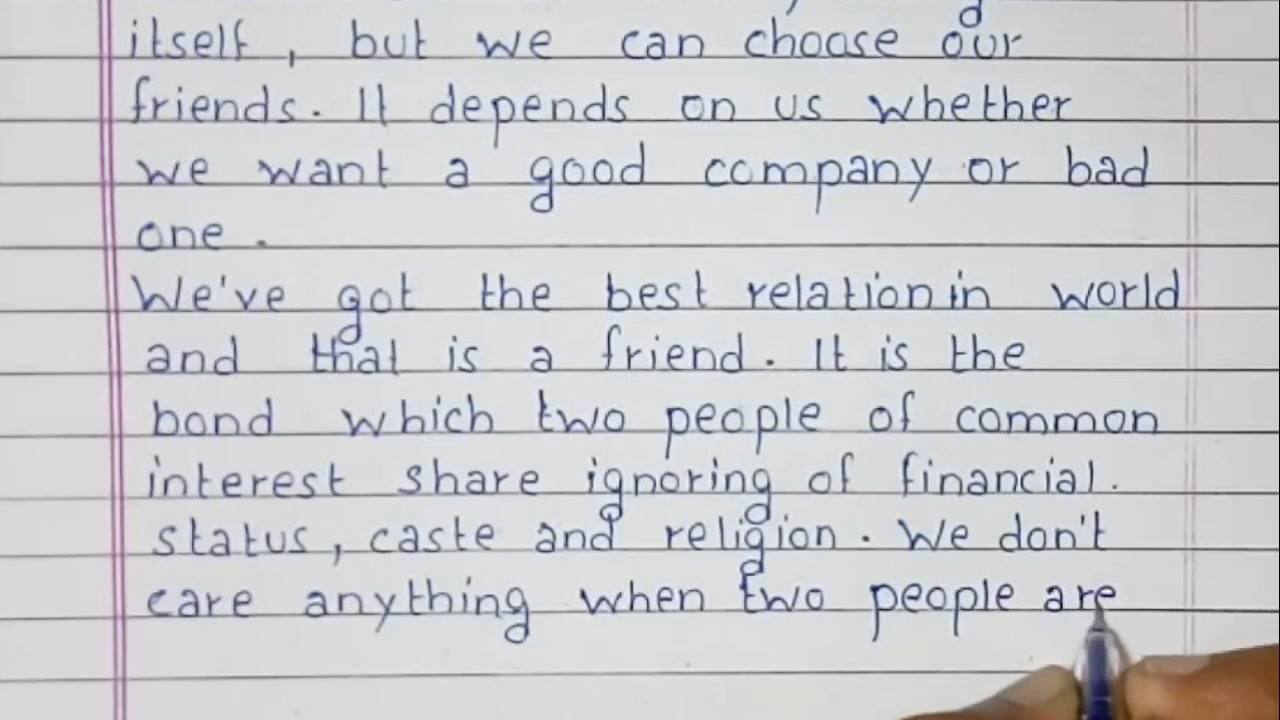 itself, but we can choose our
friends. It depends on us whether
we want a good company or bad
one.
We've got the best relation in world
and that is a friend. It is the
bond which two people of common
interest share ignoring of financial.
status, caste and religion. We don't
care anything when two people are